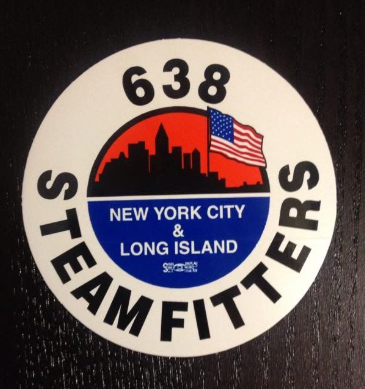 638
NEW YORK CITY
&
LONG ISLAND
STEAMFITTERS